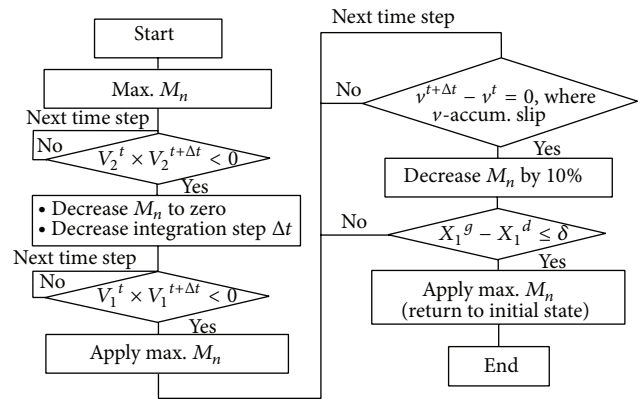 Start
Max. Mₙ
Next time step
No
V₂ᵗ × V₂ᵗ⁺Δᵗ < 0
Yes
• Decrease Mₙ to zero
• Decrease integration step Δt
Next time step
No
V₁ᵗ × V₁ᵗ⁺Δᵗ < 0
Yes
Apply max. Mₙ
Next time step
No
νᵗ⁺Δᵗ − νᵗ = 0, where
ν-accum. slip
Yes
Decrease Mₙ by 10%
No
X₁ᵍ − X₁ᵈ ≤ δ
Yes
Apply max. Mₙ
(return to initial state)
End